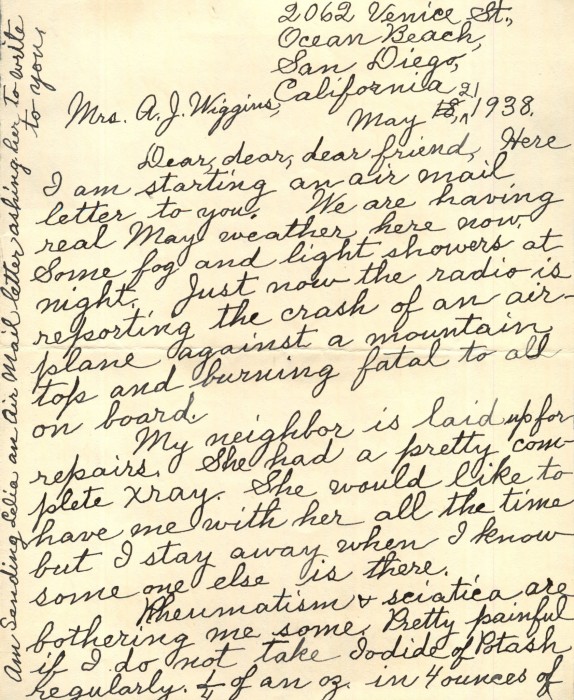 2062 Venice St.,
Ocean Beach,
San Diego,
California
Mrs. A. J. Wiggins,
May 18, 21 1938.
Dear, dear, dear friend, Here
I am starting an air mail
letter to you. We are having
real May weather here now.
Some fog and light showers at
night. Just now the radio is
reporting the crash of an air-
plane against a mountain
top and burning fatal to all
on board.
My neighbor is laid up for
repairs. She had a pretty com-
plete xray. She would like to
have me with her all the time
but I stay away when I know
some one else is there.
Rheumatism & sciatica are
bothering me some. Pretty painful
if I do not take Iodide of Potash
regularly. ¼ of an oz in 4 ounces of
Am Sending Lelia an Air Mail letter asking her to write
to you.